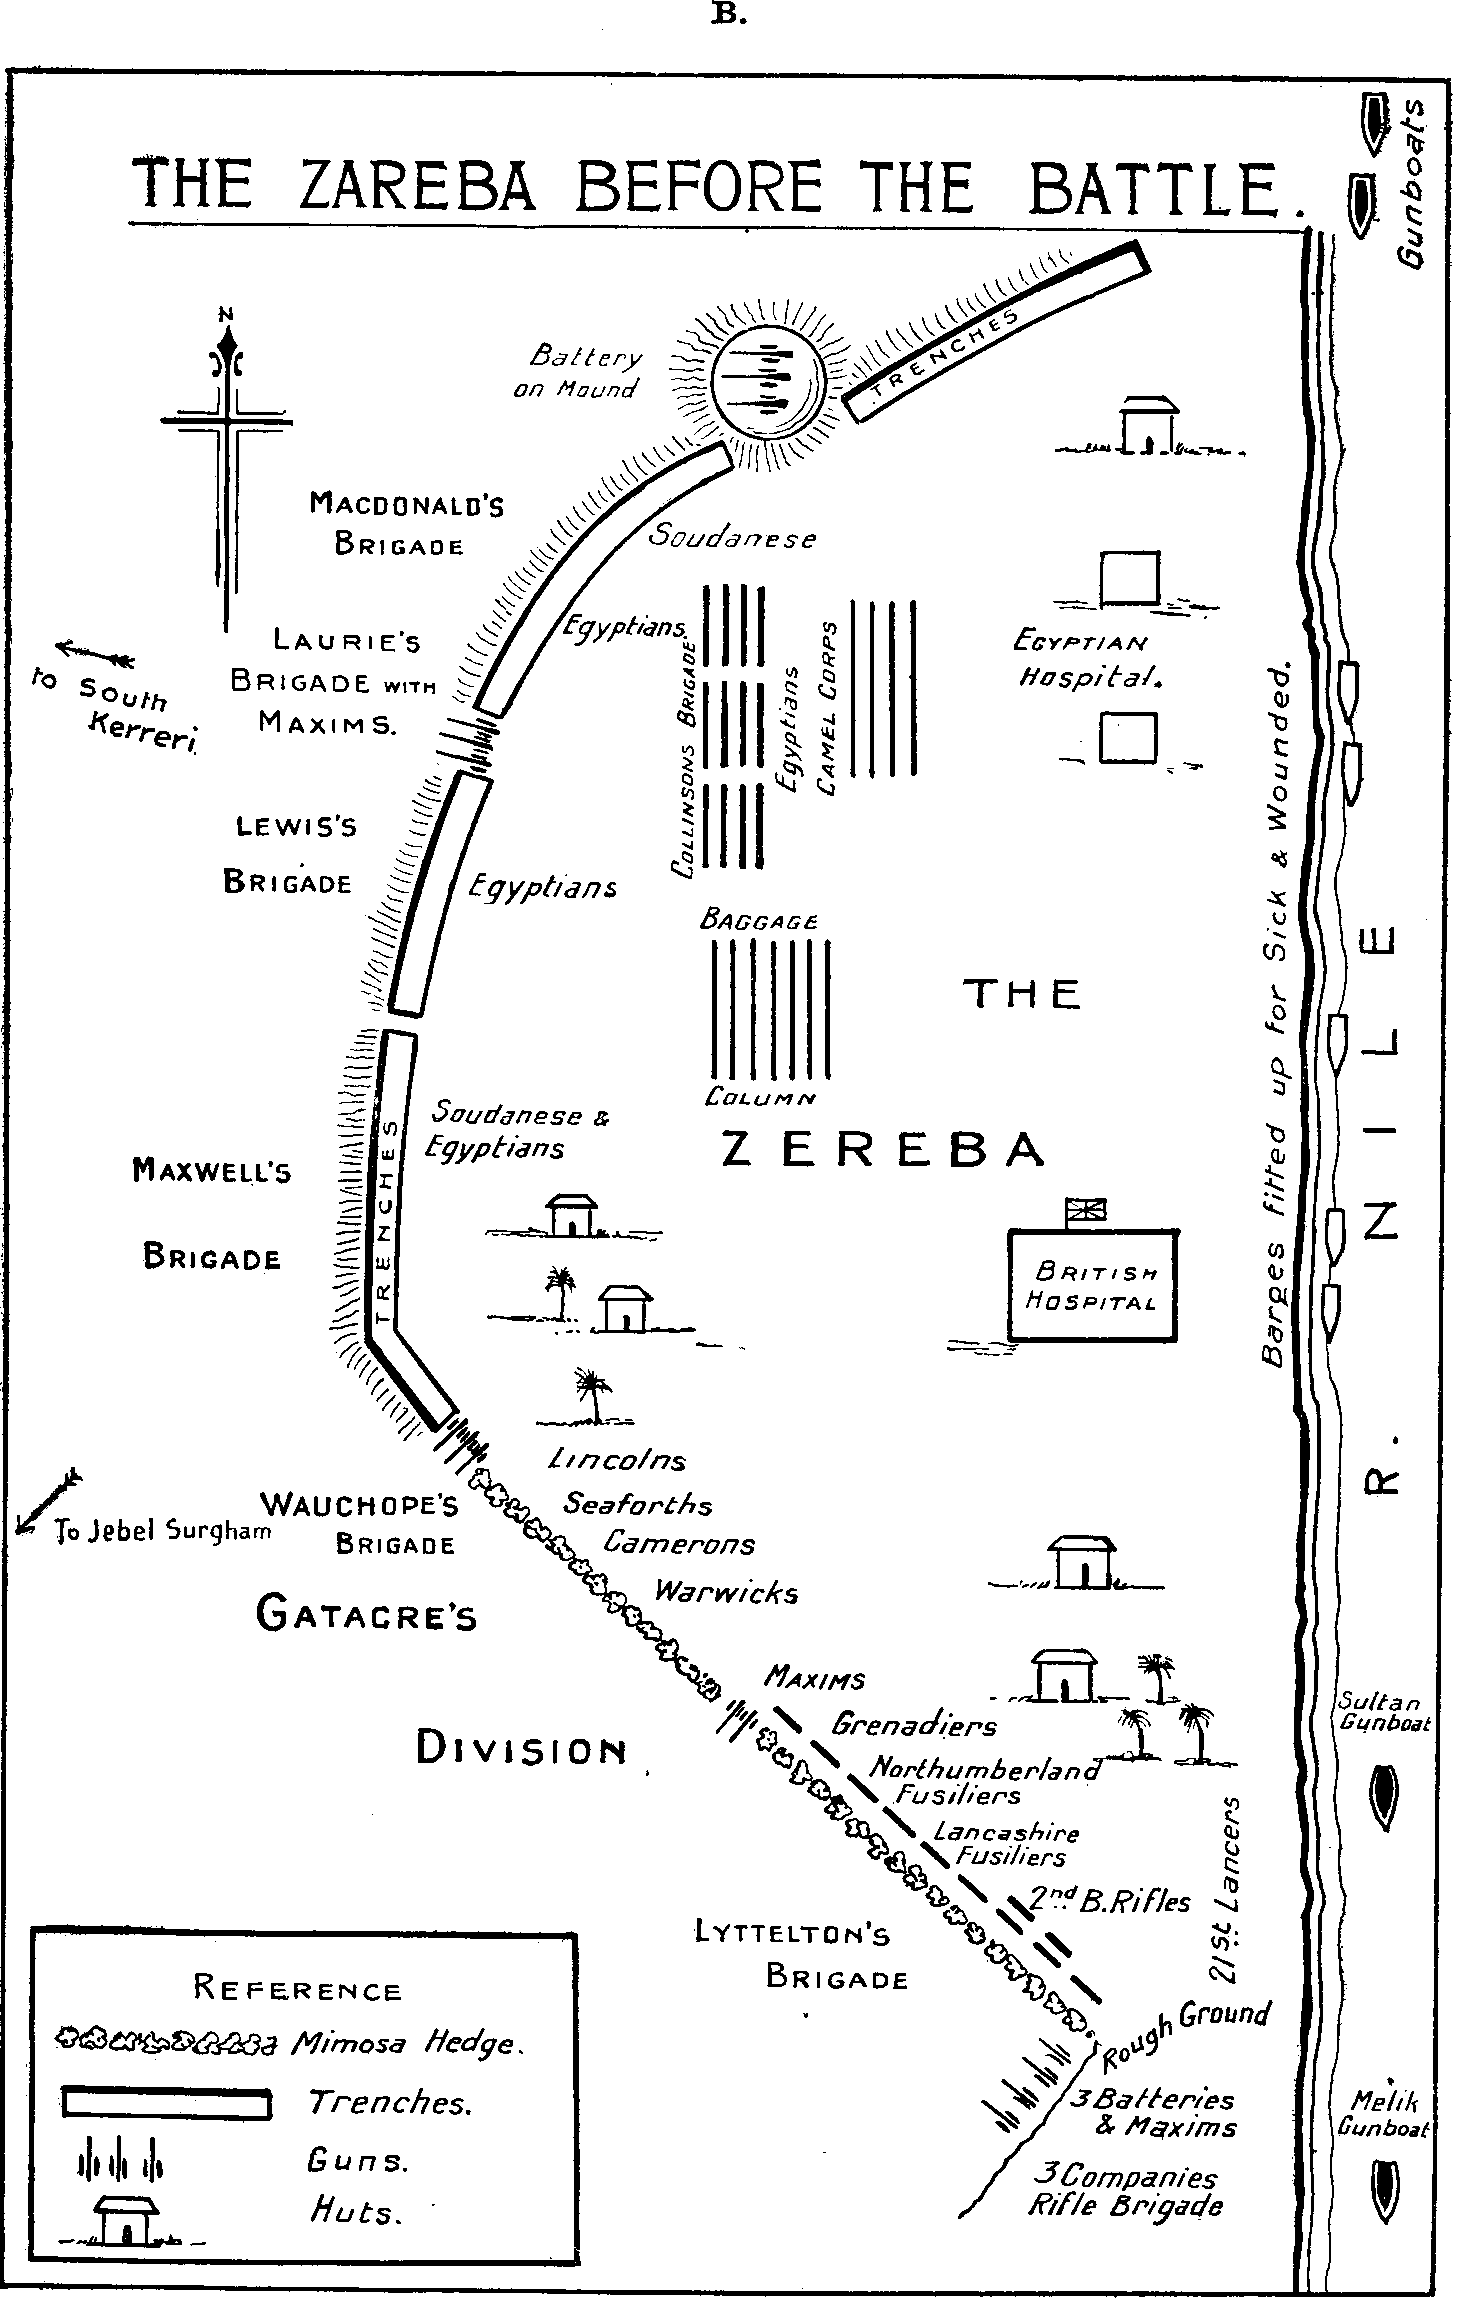 B.
THE ZAREBA BEFORE THE BATTLE.
Gunboats
N
Battery
on Mound
TRENCHES
MACDONALD'S
BRIGADE
Soudanese
Egyptians
LAURIE'S
BRIGADE WITH
MAXIMS.
to South
Kerreri.
COLLINSONS BRIGADE
Egyptians
CAMEL CORPS
EGYPTIAN
Hospital.
Barges fitted up for Sick & Wounded.
R. NILE
LEWIS'S
BRIGADE
Egyptians
BAGGAGE
COLUMN
THE
ZEREBA
Soudanese &
Egyptians
TRENCHES
MAXWELL'S
BRIGADE
BRITISH
HOSPITAL
Lincolns
Seaforths
Camerons
Warwicks
WAUCHOPE'S
BRIGADE
To Jebel Surgham
GATACRE'S
DIVISION
MAXIMS
Grenadiers
Northumberland
Fusiliers
Lancashire
Fusiliers
2nd B. Rifles
21st Lancers
Sultan
Gunboat
LYTTELTON'S
BRIGADE
Rough Ground
3 Batteries
& Maxims
3 Companies
Rifle Brigade
Melik
Gunboat
REFERENCE
Mimosa Hedge.
Trenches.
Guns.
Huts.